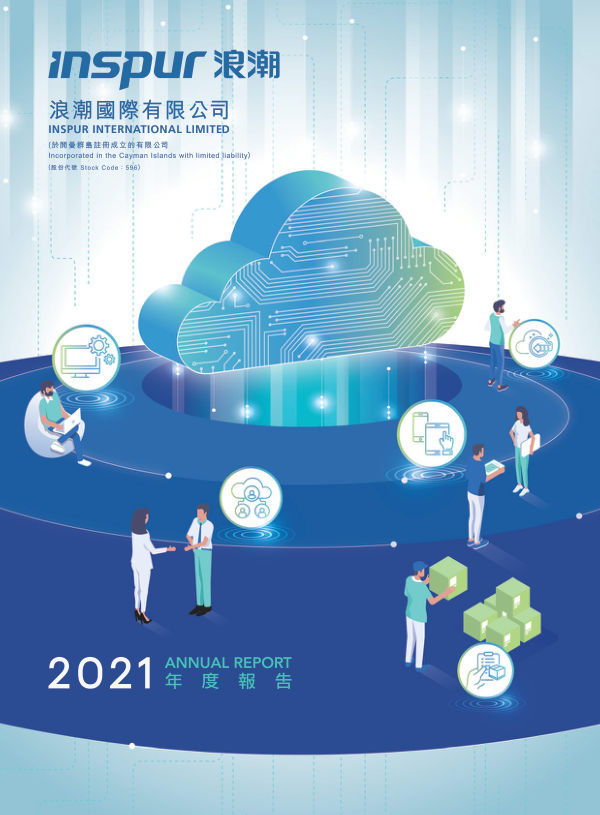 inspur 浪潮
浪潮國際有限公司
INSPUR INTERNATIONAL LIMITED
(於開曼群島註冊成立的有限公司
Incorporated in the Cayman Islands with limited liability)
(股份代號 Stock Code : 596)
2021 ANNUAL REPORT
年度報告